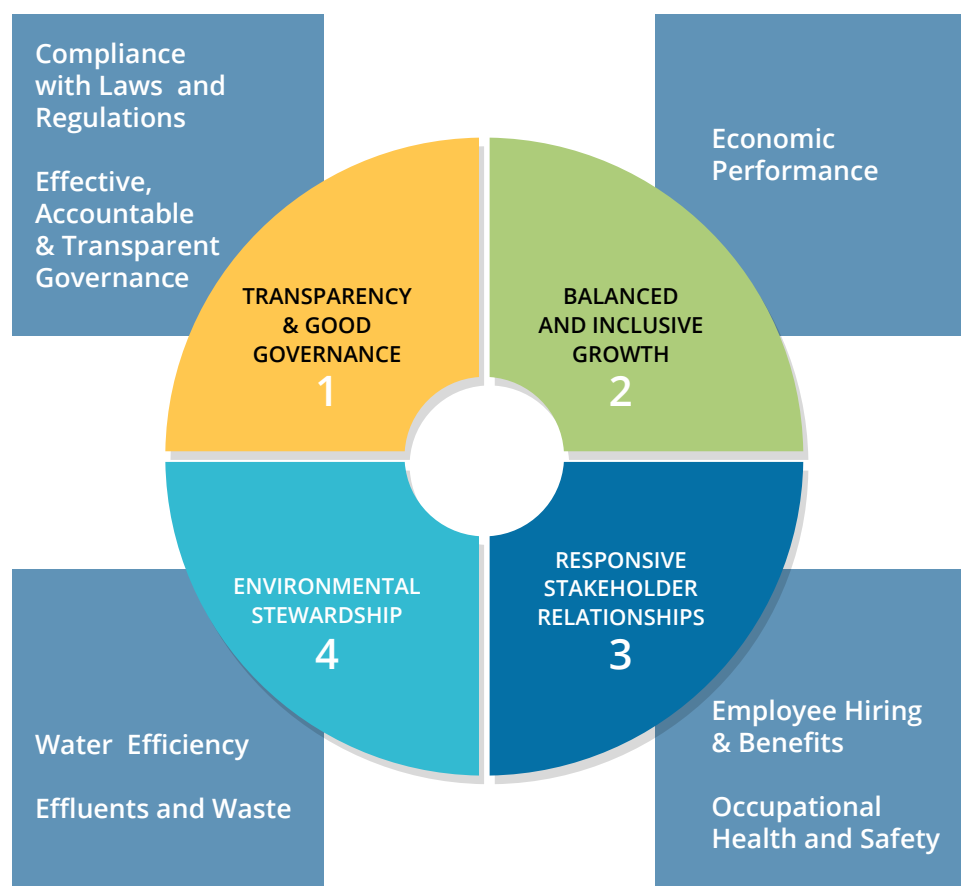 Compliance
with Laws and
Regulations
Effective,
Accountable
& Transparent
Governance
Economic
Performance
TRANSPARENCY
& GOOD
GOVERNANCE
1
BALANCED
AND INCLUSIVE
GROWTH
2
ENVIRONMENTAL
STEWARDSHIP
4
RESPONSIVE
STAKEHOLDER
RELATIONSHIPS
3
Water Efficiency
Effluents and Waste
Employee Hiring
& Benefits
Occupational
Health and Safety